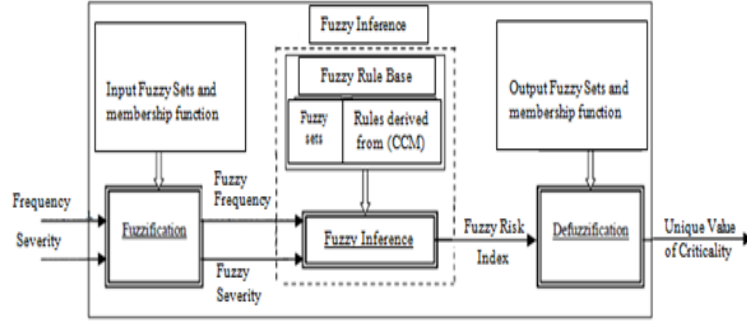 Fuzzy Inference
Input Fuzzy Sets and
membership function
Fuzzy Rule Base
Fuzzy
sets
Rules derived
from (CCM)
Output Fuzzy Sets and
membership function
Frequency
Severity
Fuzzification
Fuzzy
Frequency
Fuzzy
Severity
Fuzzy Inference
Fuzzy Risk
Index
Defuzzification
Unique Value
of Criticality